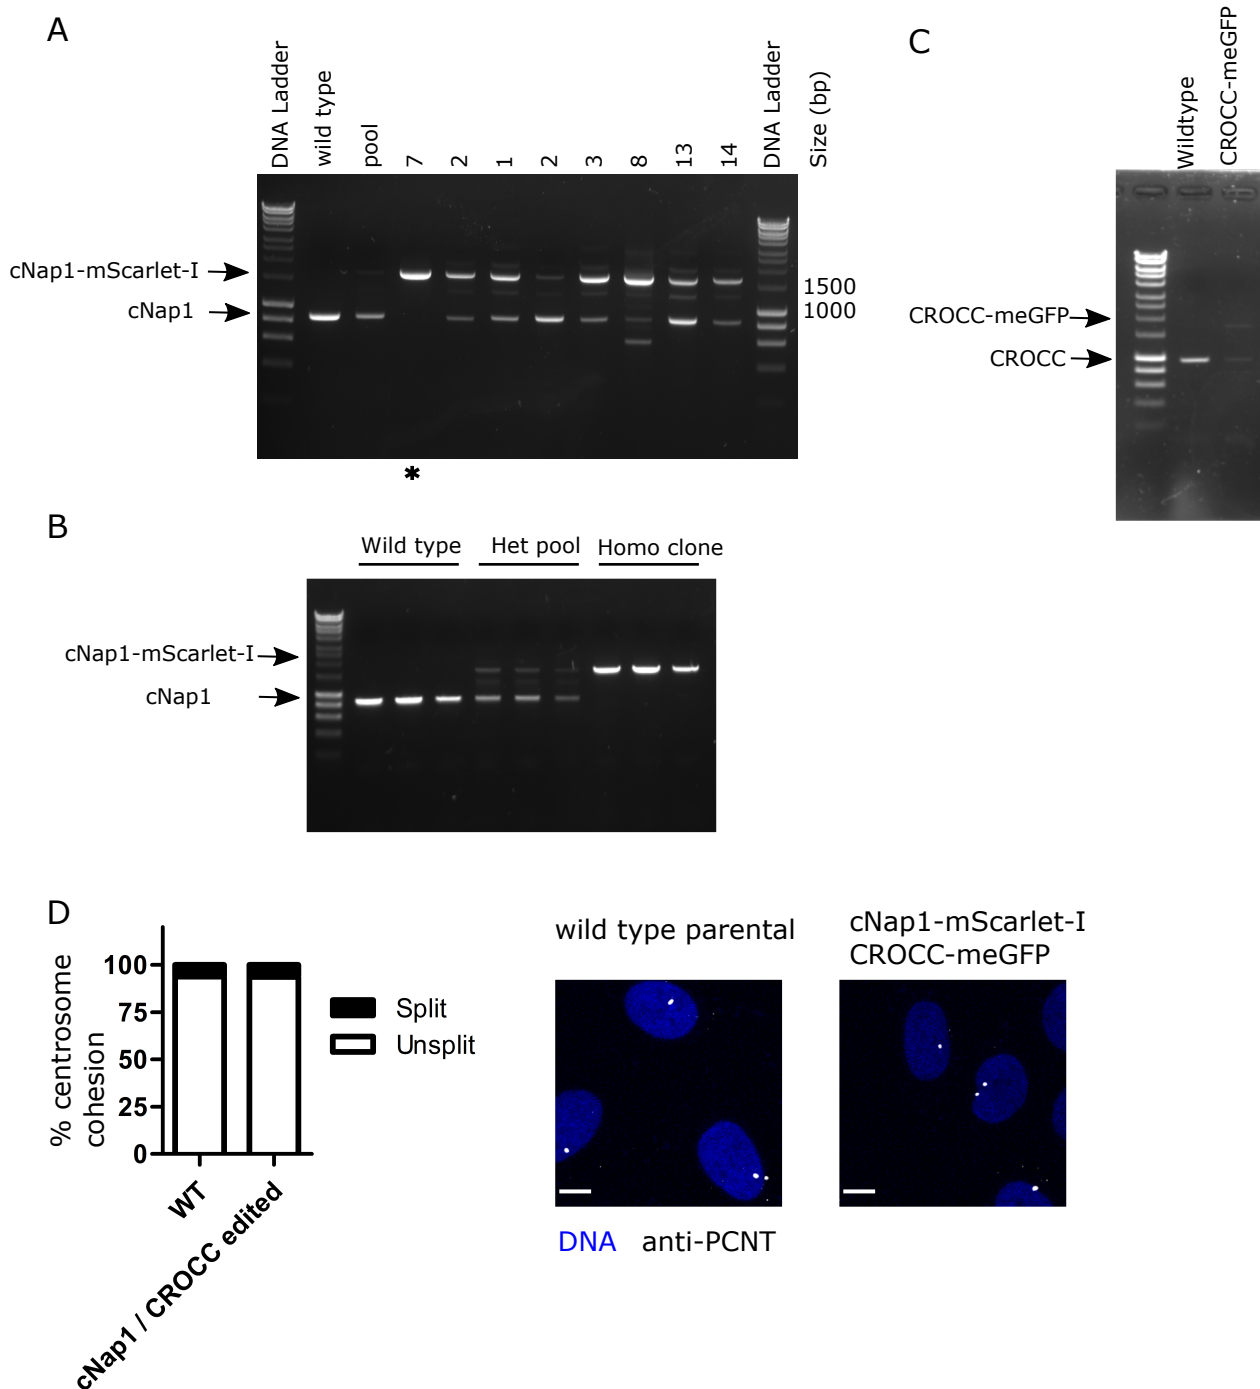 A
DNA Ladder
wild type
pool
7
2
1
2
3
8
13
14
DNA Ladder
Size (bp)
cNap1-mScarlet-I
cNap1
1500
1000
*
C
Wildtype
CROCC-meGFP
CROCC-meGFP
CROCC
B
Wild type
Het pool
Homo clone
cNap1-mScarlet-I
cNap1
D
% centrosome
cohesion
100
75
50
25
0
WT
cNap1 / CROCC edited
Split
Unsplit
wild type parental
cNap1-mScarlet-I
CROCC-meGFP
DNA anti-PCNT